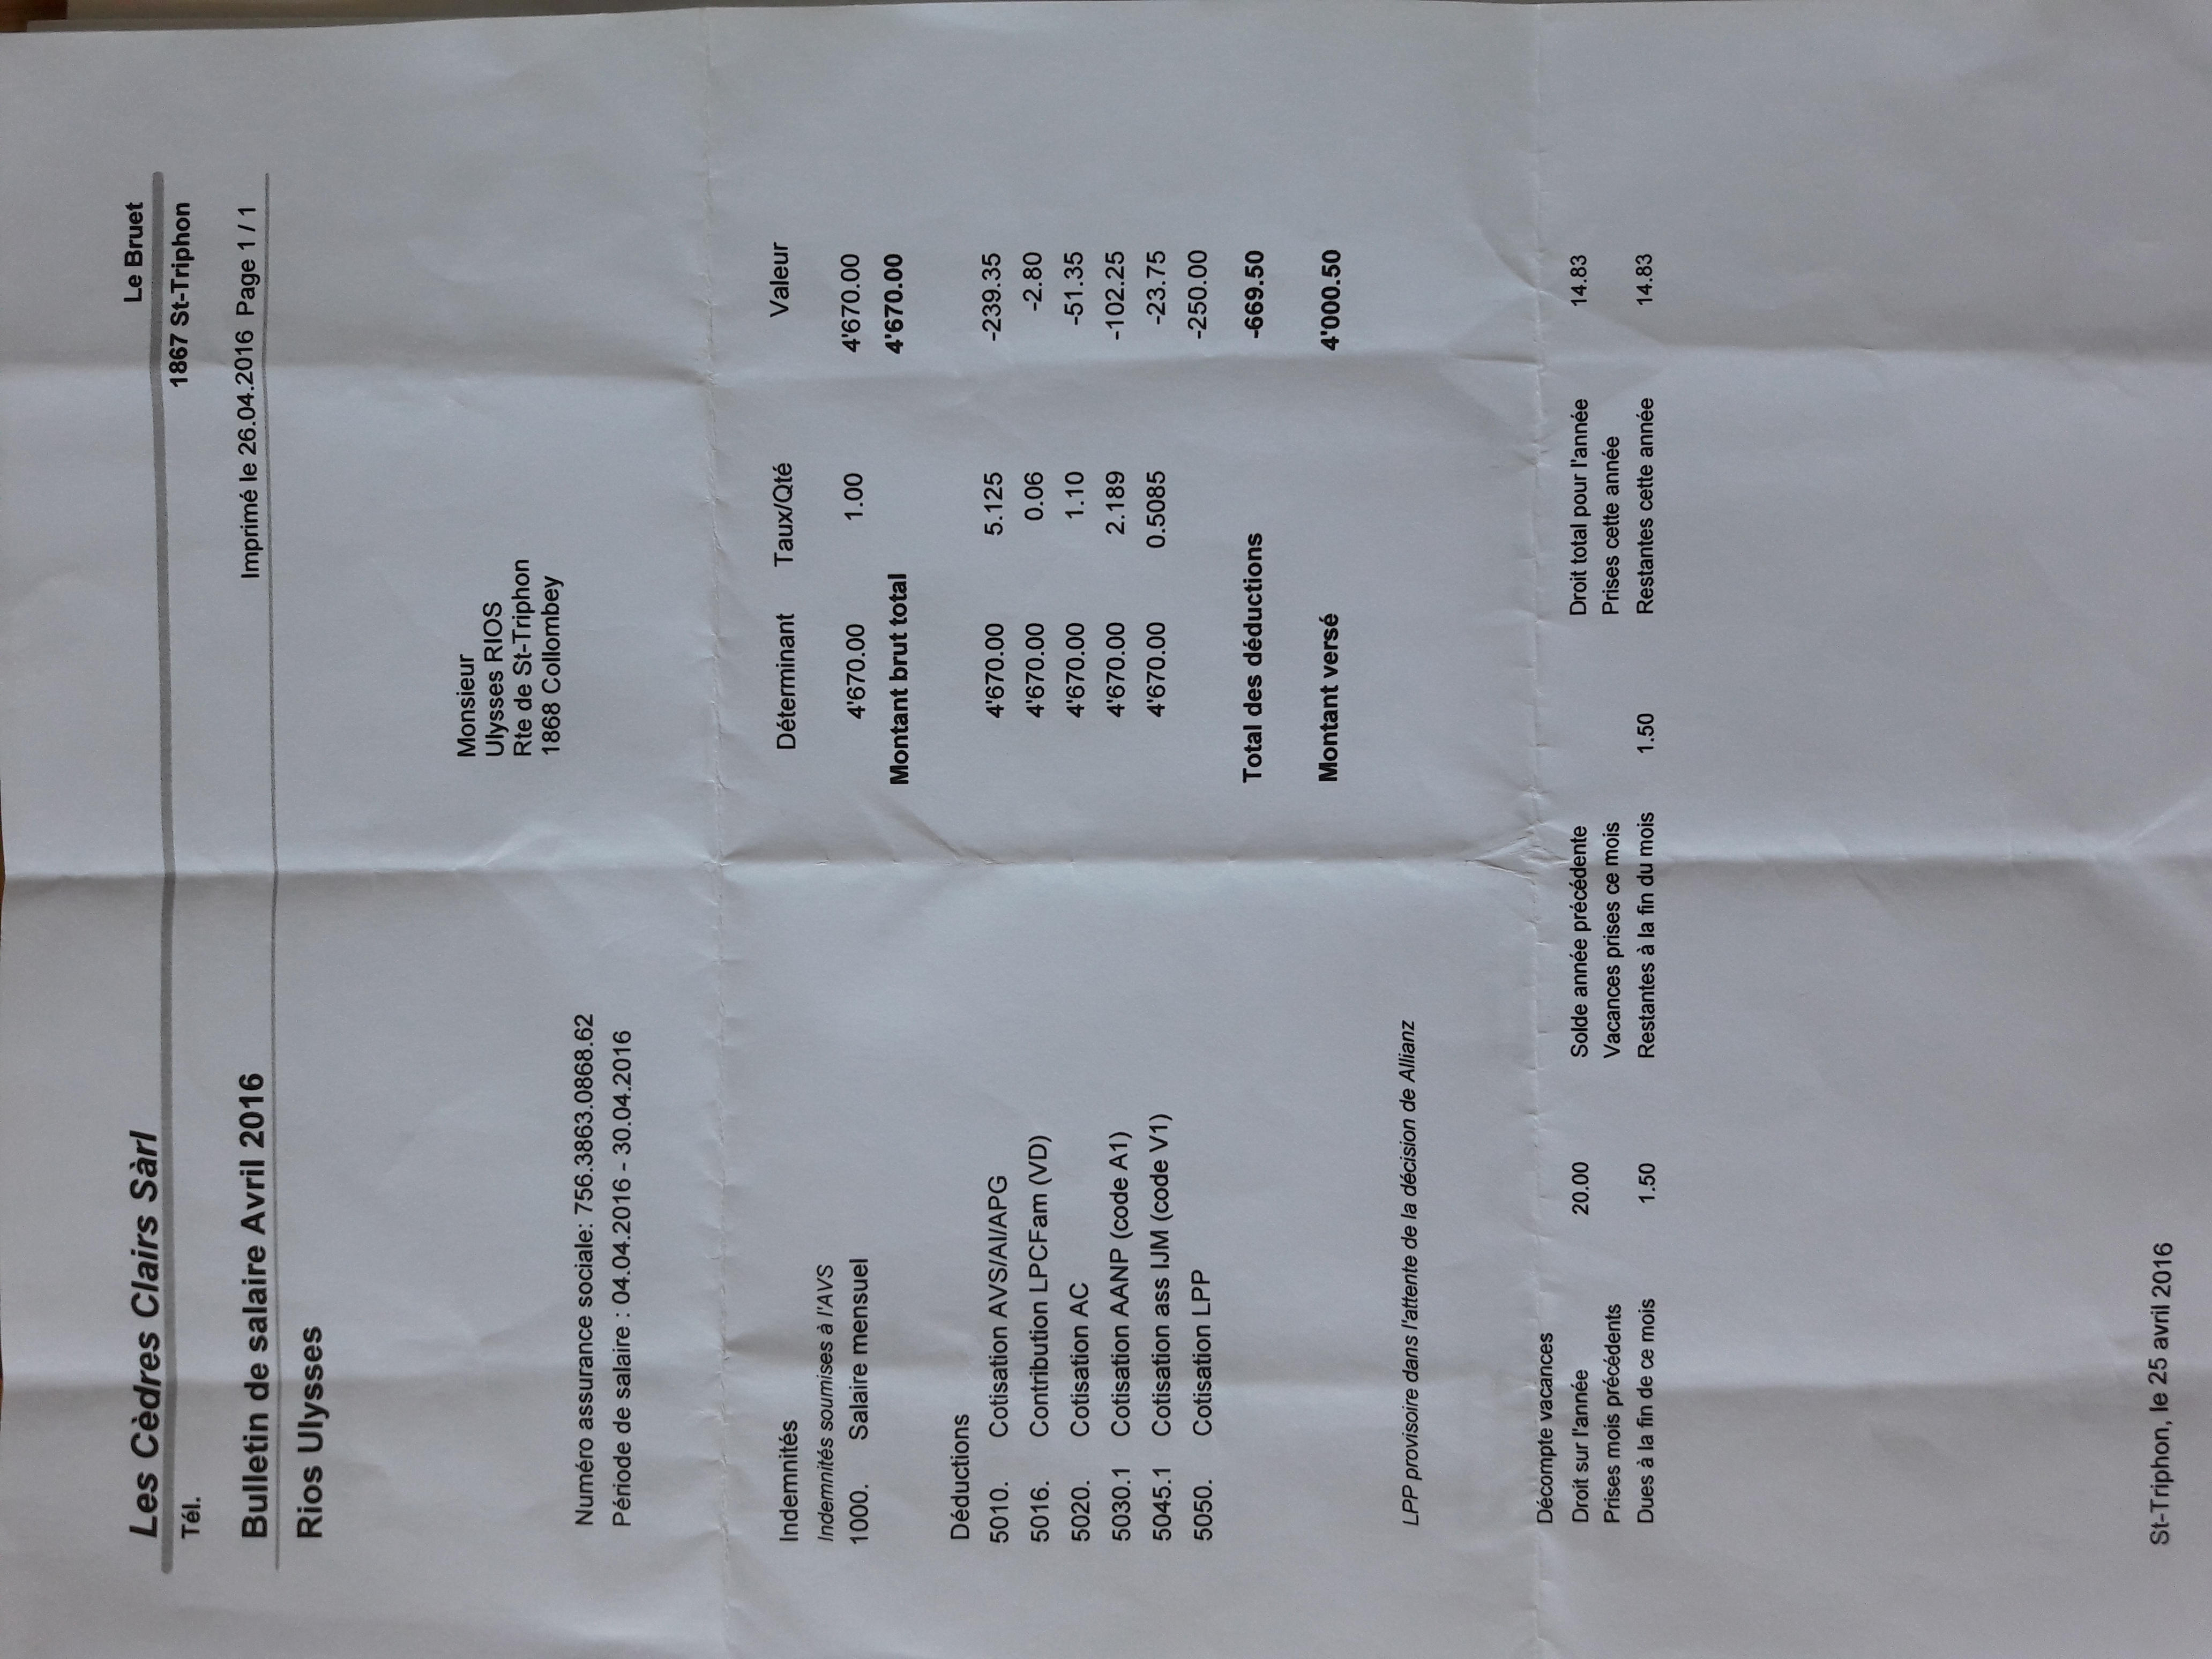 Les Cèdres Clairs Sàrl Le Bruet
Tél. 1867 St-Triphon
Bulletin de salaire Avril 2016 Imprimé le 26.04.2016 Page 1 / 1
Rios Ulysses
Monsieur
Ulysses RIOS
Rte de St-Triphon
1868 Collombey
Numéro assurance sociale: 756.3863.0868.62
Période de salaire : 04.04.2016 - 30.04.2016
Indemnités Déterminant Taux/Qté Valeur
Indemnités soumises à l'AVS
1000. Salaire mensuel 4'670.00 1.00 4'670.00
Montant brut total 4'670.00
Déductions
5010. Cotisation AVS/AI/APG 4'670.00 5.125 -239.35
5016. Contribution LPCFam (VD) 4'670.00 0.06 -2.80
5020. Cotisation AC 4'670.00 1.10 -51.35
5030.1 Cotisation AANP (code A1) 4'670.00 2.189 -102.25
5045.1 Cotisation ass IJM (code V1) 4'670.00 0.5085 -23.75
5050. Cotisation LPP -250.00
Total des déductions -669.50
Montant versé 4'000.50
LPP provisoire dans l'attente de la décision de Allianz
Décompte vacances
Droit sur l'année 20.00 Solde année précédente Droit total pour l'année 14.83
Prises mois précédents Vacances prises ce mois Prises cette année
Dues à la fin de ce mois 1.50 Restantes à la fin du mois 1.50 Restantes cette année 14.83
St-Triphon, le 25 avril 2016